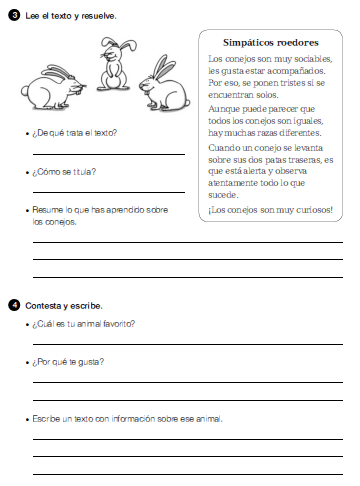 3 Lee el texto y resuelve.
Simpáticos roedores
Los conejos son muy sociables,
les gusta estar acompañados.
Por eso, se ponen tristes si se
encuentran solos.
Aunque puede parecer que
todos los conejos son iguales,
hay muchas razas diferentes.
Cuando un conejo se levanta
sobre sus dos patas traseras, es
que está alerta y observa
atentamente todo lo que
sucede.
¡Los conejos son muy curiosos!
• ¿De qué trata el texto?
• ¿Cómo se titula?
• Resume lo que has aprendido sobre
los conejos.
4 Contesta y escribe.
• ¿Cuál es tu animal favorito?
• ¿Por qué te gusta?
• Escribe un texto con información sobre ese animal.